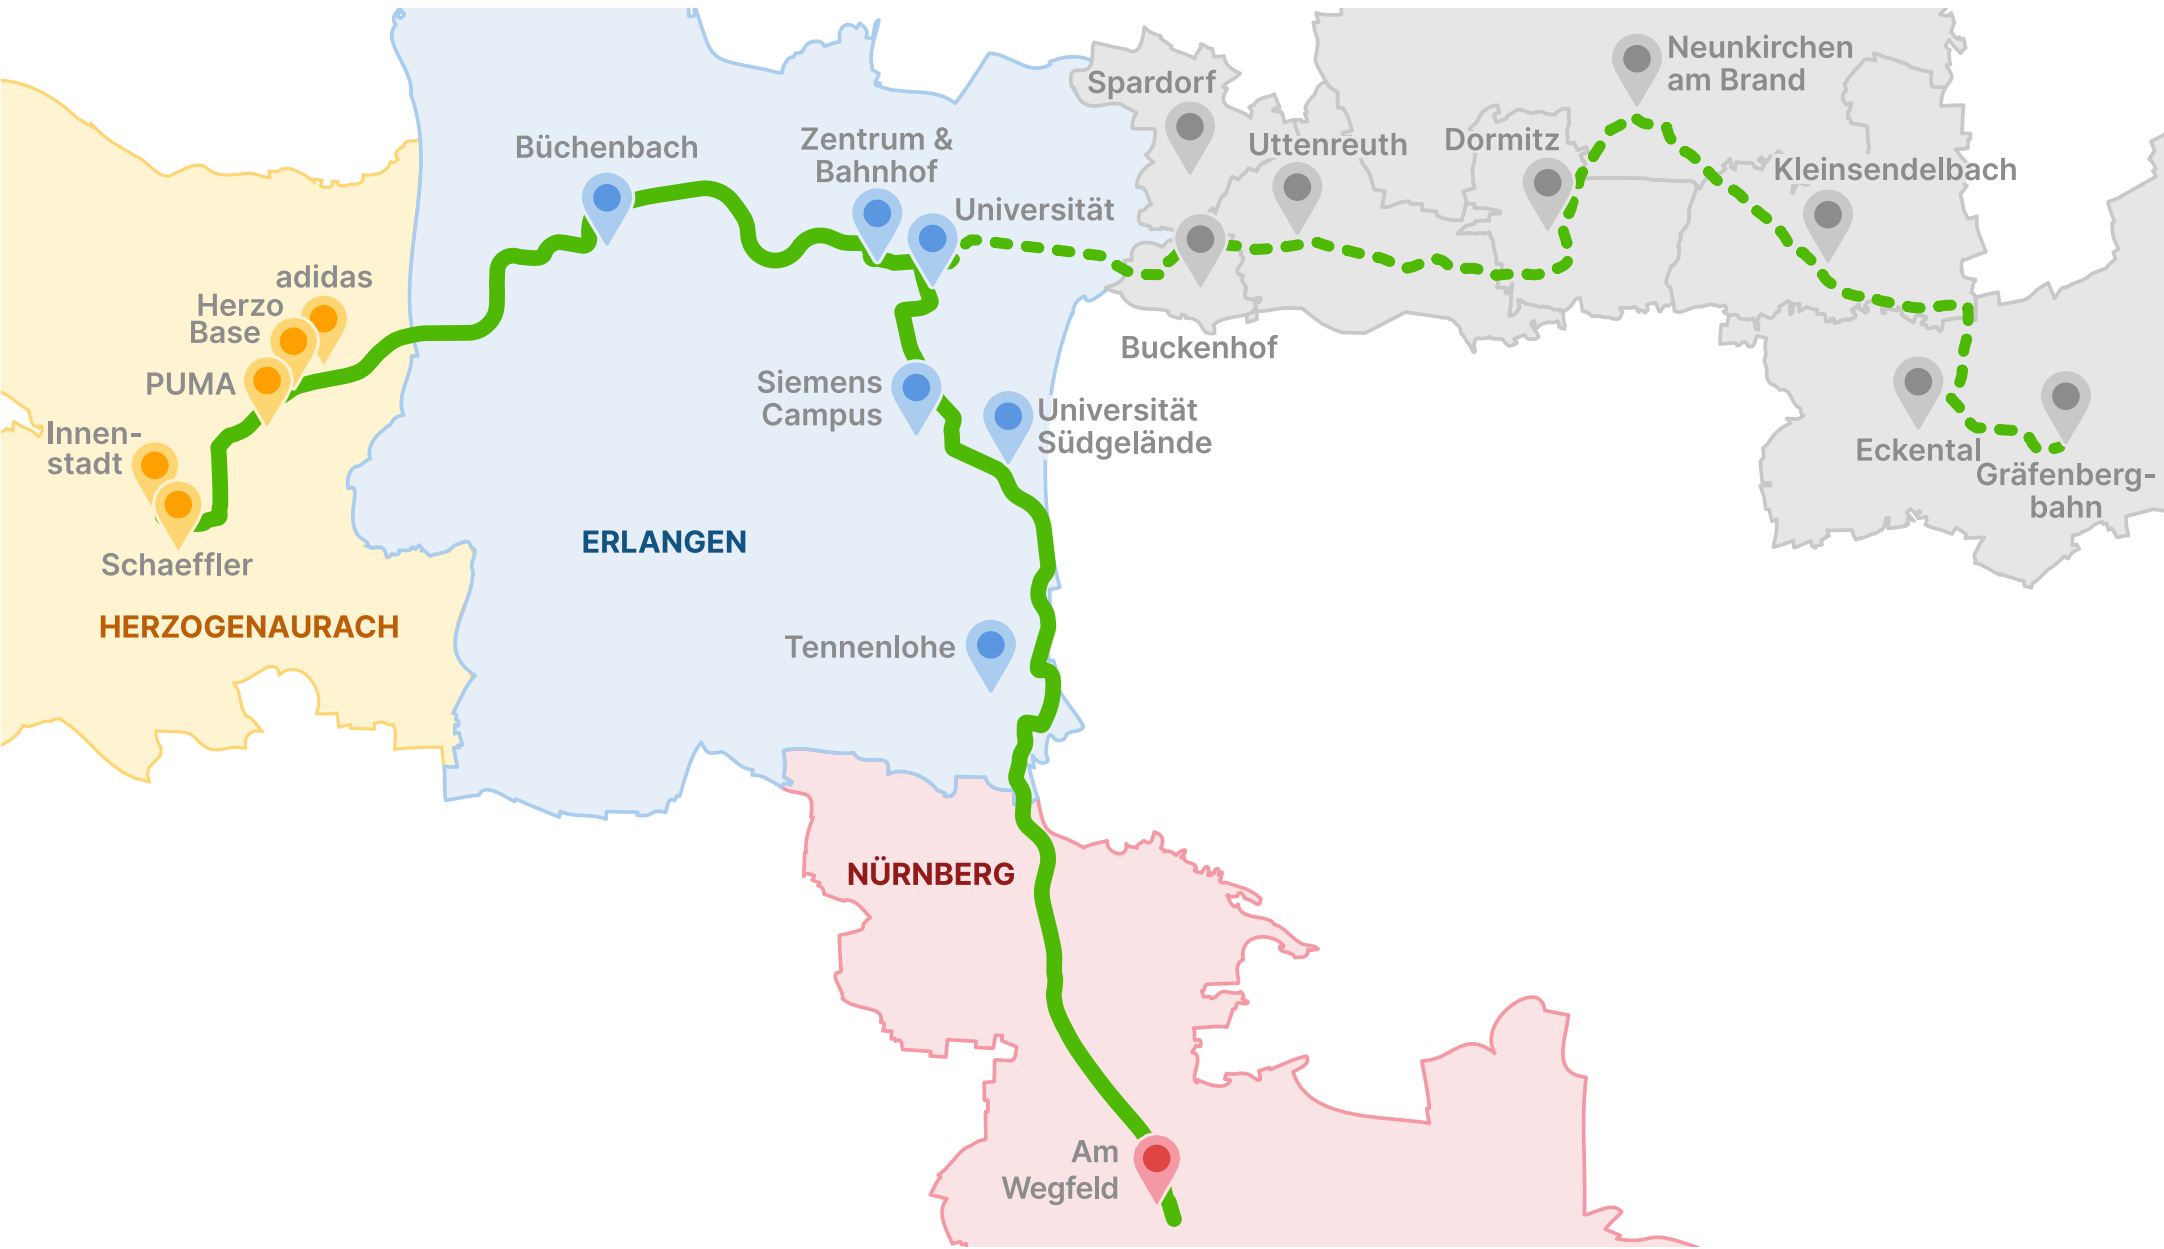 Neunkirchen
am Brand
Spardorf
Büchenbach
Zentrum &
Bahnhof
Uttenreuth
Dormitz
Kleinsendelbach
Universität
adidas
Herzo
Base
PUMA
Buckenhof
Siemens
Campus
Universität
Südgelände
Innen-
stadt
Eckental
Gräfenberg-
bahn
Schaeffler
ERLANGEN
HERZOGENAURACH
Tennenlohe
NÜRNBERG
Am
Wegfeld